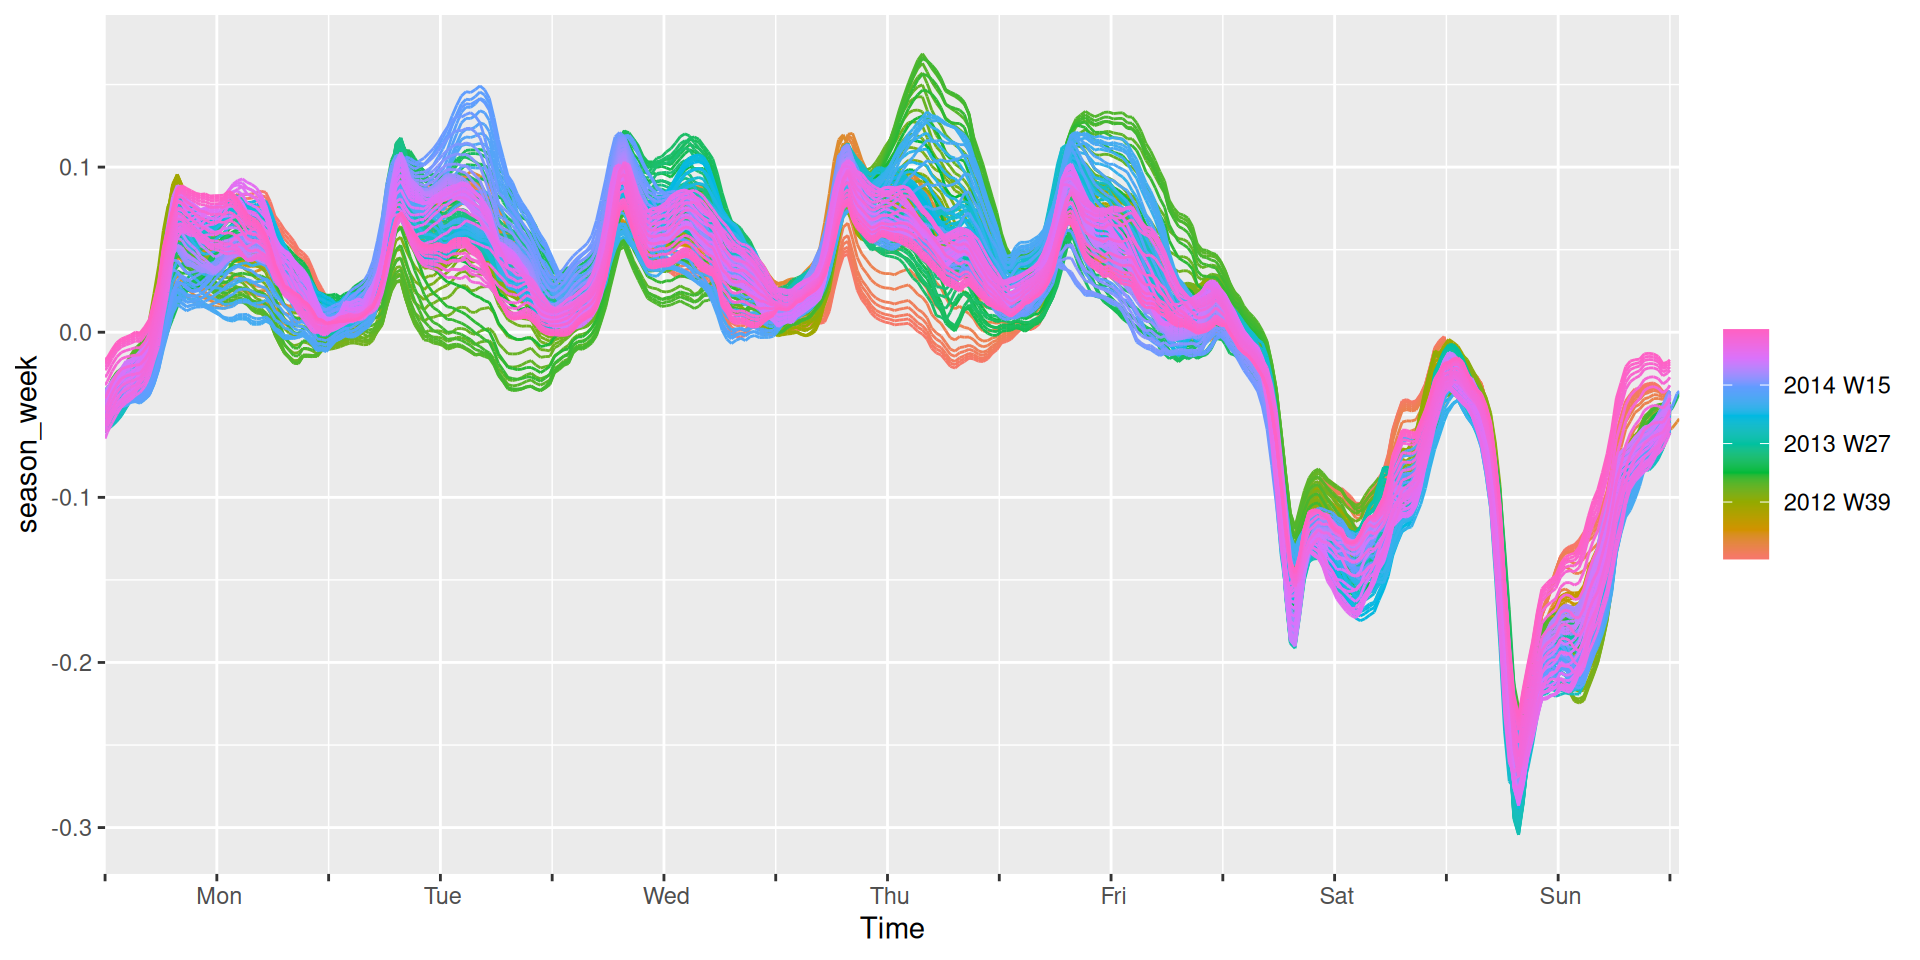 0.1
0.0
-0.1
-0.2
-0.3
season_week
Mon Tue Wed Thu Fri Sat Sun
Time
2014 W15
2013 W27
2012 W39